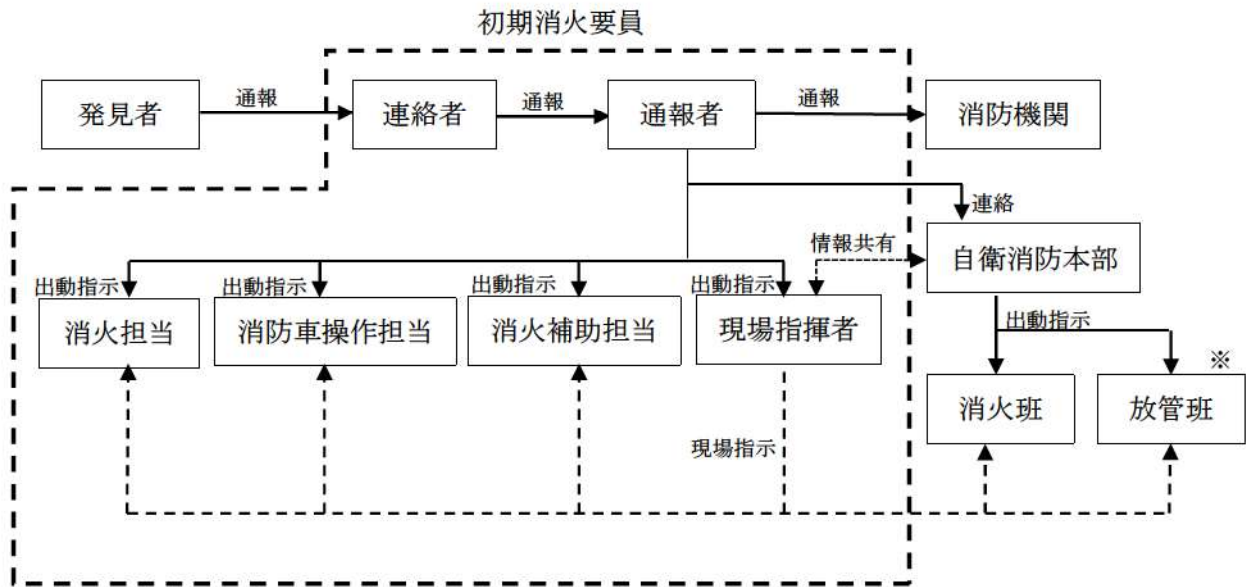 初期消火要員
発見者
通報
連絡者
通報
通報者
通報
消防機関
連絡
情報共有
自衛消防本部
出動指示
出動指示
出動指示
出動指示
消火担当
消防車操作担当
消火補助担当
現場指揮者
出動指示
※
消火班
放管班
現場指示